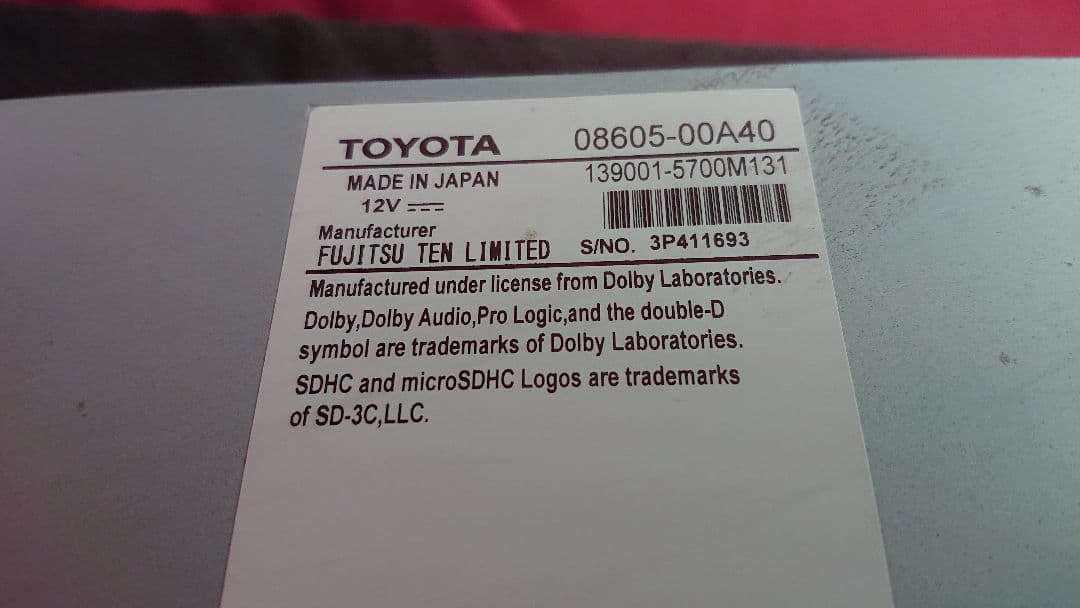 TOYOTA 08605-00A40
MADE IN JAPAN 139001-5700M131
12V
Manufacturer
FUJITSU TEN LIMITED S/NO. 3P411693
Manufactured under license from Dolby Laboratories.
Dolby,Dolby Audio,Pro Logic,and the double-D
symbol are trademarks of Dolby Laboratories.
SDHC and microSDHC Logos are trademarks
of SD-3C,LLC.